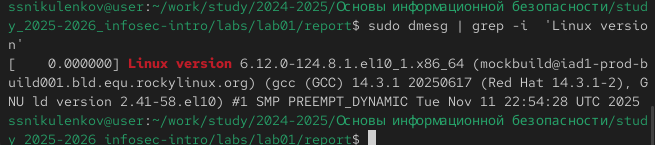 ssnikulenkov@user:~/work/study/2024-2025/Основы информационной безопасности/stud
y_2025-2026_infosec-intro/labs/lab01/report$ sudo dmesg | grep -i  'Linux versio
n'
[    0.000000] Linux version 6.12.0-124.8.1.el10_1.x86_64 (mockbuild@iad1-prod-b
uild001.bld.equ.rockylinux.org) (gcc (GCC) 14.3.1 20250617 (Red Hat 14.3.1-2), G
NU ld version 2.41-58.el10) #1 SMP PREEMPT_DYNAMIC Tue Nov 11 22:54:28 UTC 2025
ssnikulenkov@user:~/work/study/2024-2025/Основы информационной безопасности/stud
y_2025-2026_infosec-intro/labs/lab01/report$